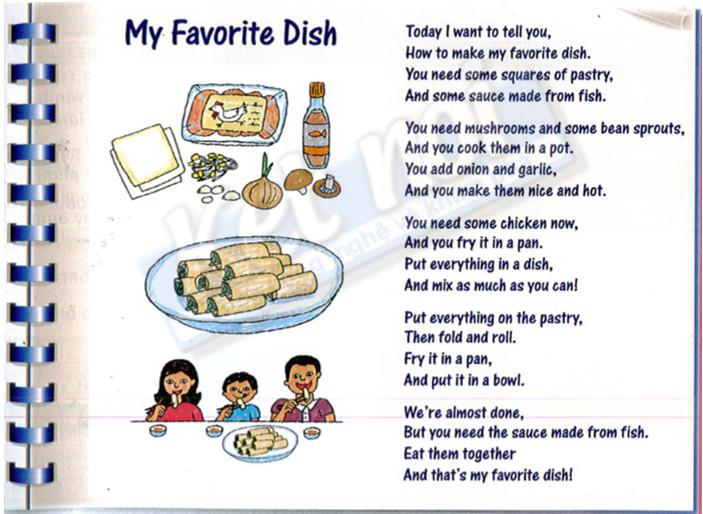 My Favorite Dish
Today I want to tell you,
How to make my favorite dish.
You need some squares of pastry,
And some sauce made from fish.
You need mushrooms and some bean sprouts,
And you cook them in a pot.
You add onion and garlic,
And you make them nice and hot.
You need some chicken now,
And you fry it in a pan.
Put everything in a dish,
And mix as much as you can!
Put everything on the pastry,
Then fold and roll.
Fry it in a pan,
And put it in a bowl.
We're almost done,
But you need the sauce made from fish.
Eat them together
And that's my favorite dish!